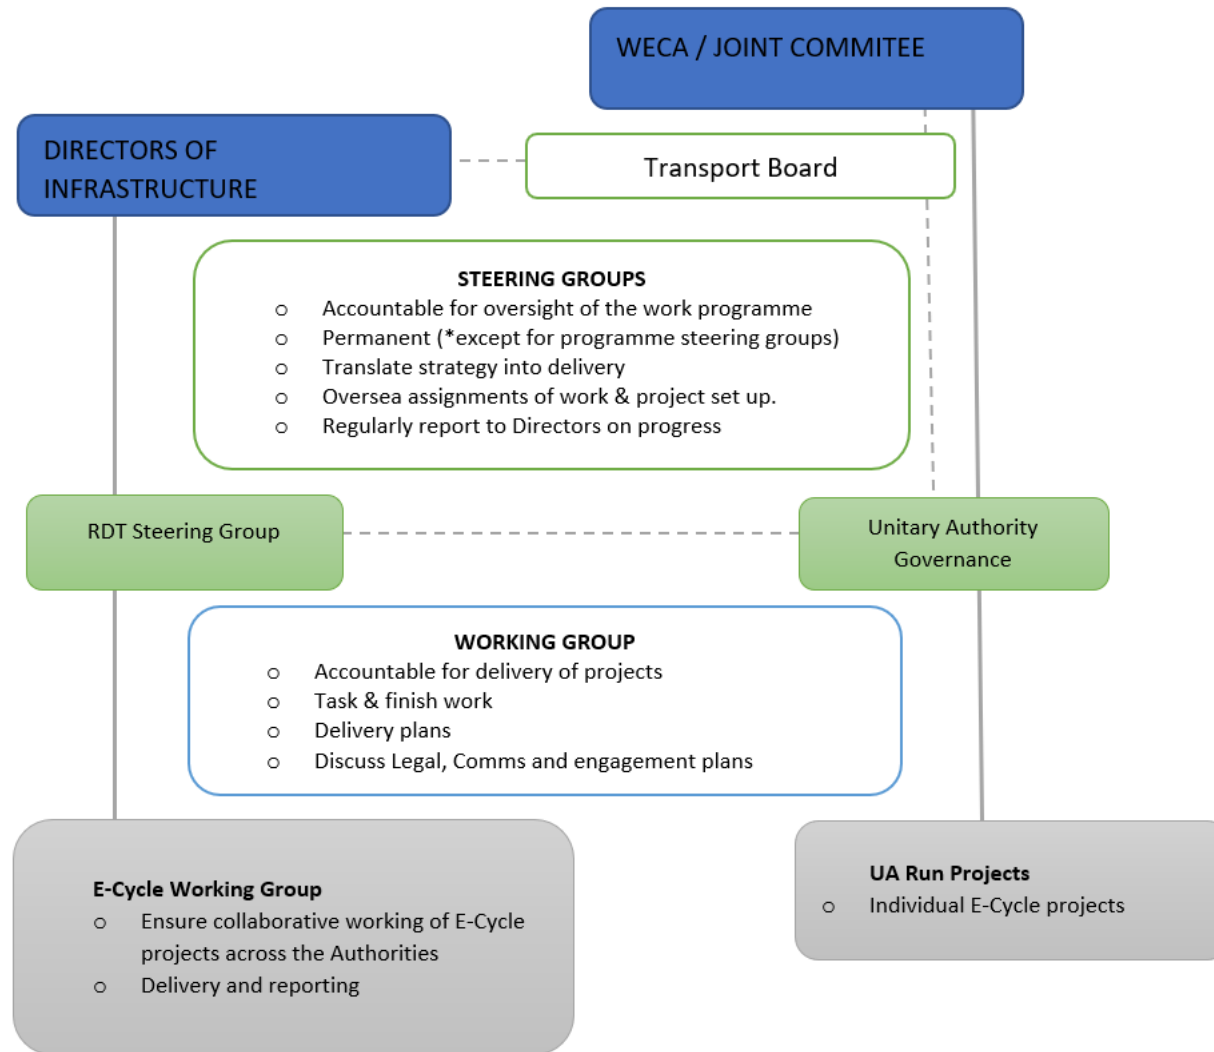 WECA / JOINT COMMITEE
DIRECTORS OF
INFRASTRUCTURE
Transport Board
STEERING GROUPS
o Accountable for oversight of the work programme
o Permanent (*except for programme steering groups)
o Translate strategy into delivery
o Oversea assignments of work & project set up.
o Regularly report to Directors on progress
RDT Steering Group
Unitary Authority
Governance
WORKING GROUP
o Accountable for delivery of projects
o Task & finish work
o Delivery plans
o Discuss Legal, Comms and engagement plans
E-Cycle Working Group
o Ensure collaborative working of E-Cycle
projects across the Authorities
o Delivery and reporting
UA Run Projects
o Individual E-Cycle projects